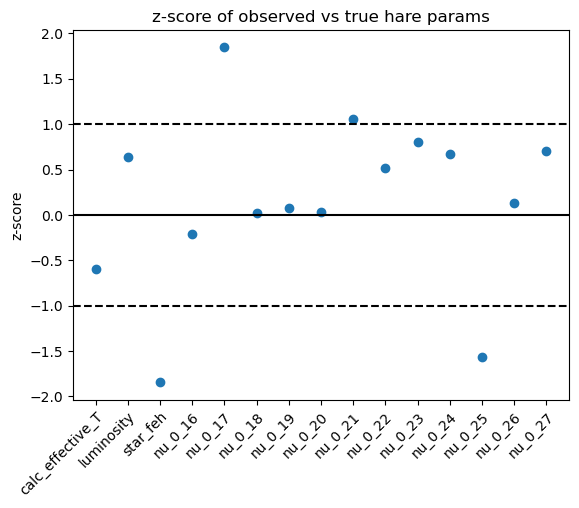 z-score of observed vs true hare params
z-score
2.0
1.5
1.0
0.5
0.0
−0.5
−1.0
−1.5
−2.0
calc_effective_T
luminosity
star_feh
nu_0_16
nu_0_17
nu_0_18
nu_0_19
nu_0_20
nu_0_21
nu_0_22
nu_0_23
nu_0_24
nu_0_25
nu_0_26
nu_0_27